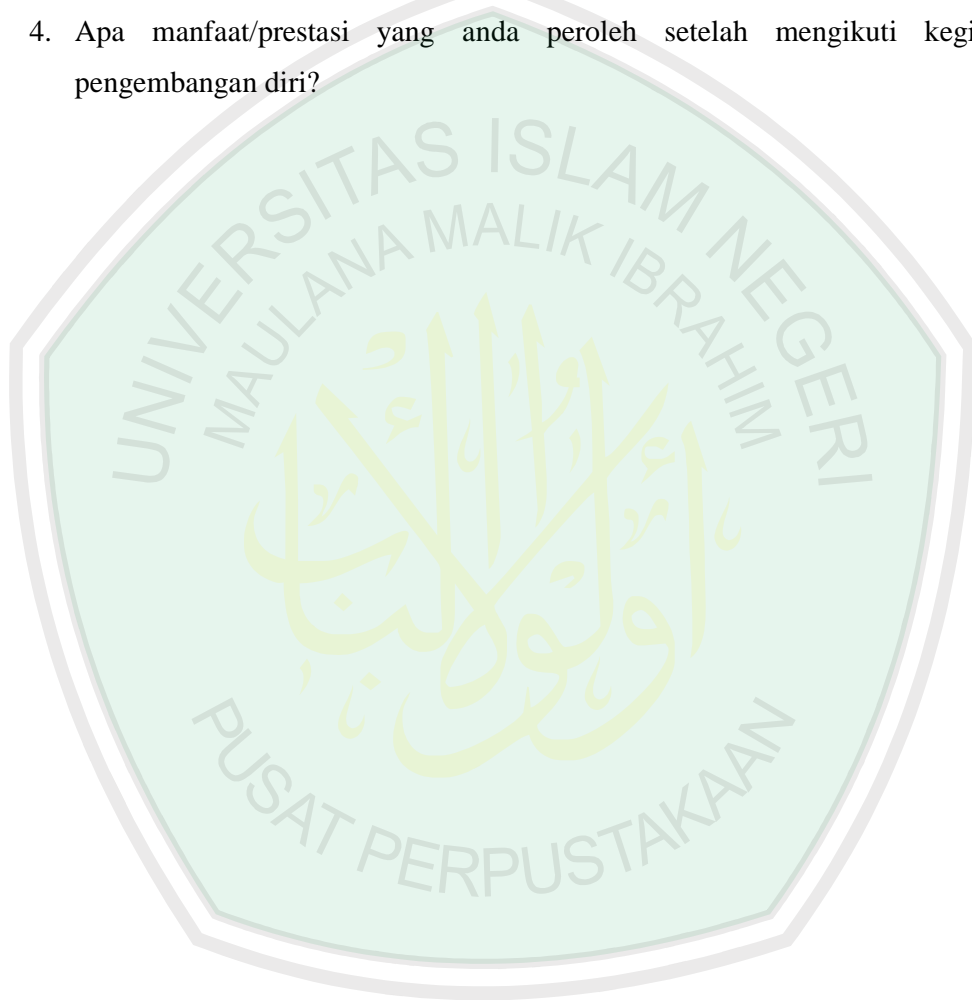 4. Apa manfaat/prestasi yang anda peroleh setelah mengikuti
pengembangan diri?
UNIVERSITAS ISLAM NEGERI
MAULANA MALIK IBRAHIM
PUSAT PERPUSTAKAAN